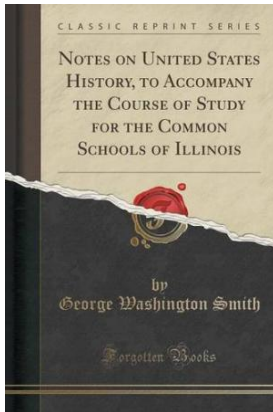 CLASSIC REPRINT SERIES
NOTES ON UNITED STATES
HISTORY, TO ACCOMPANY
THE COURSE OF STUDY
FOR THE COMMON
SCHOOLS OF ILLINOIS
by
George Washington Smith
Forgotten Books